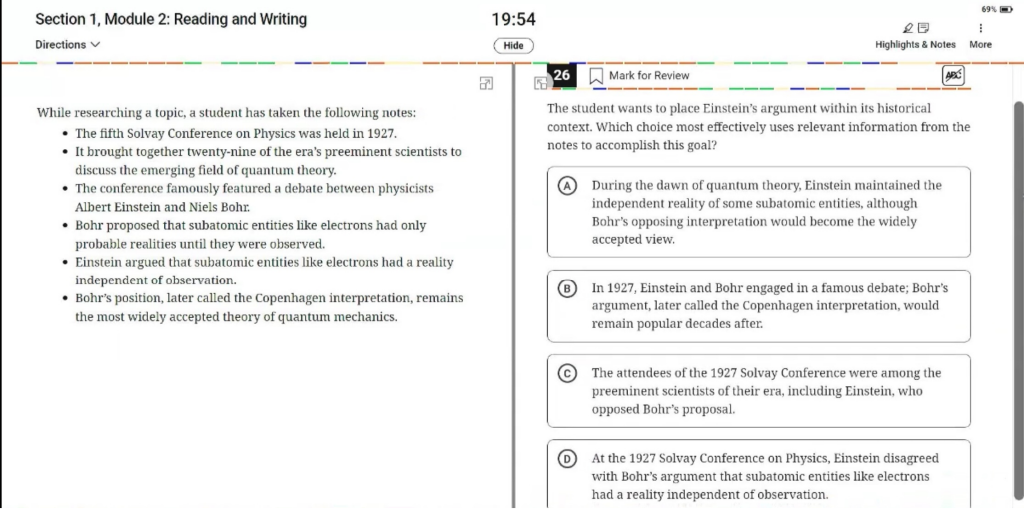 Section 1, Module 2: Reading and Writing
19:54
69%
Directions
Hide
Highlights & Notes
More
While researching a topic, a student has taken the following notes:
• The fifth Solvay Conference on Physics was held in 1927.
• It brought together twenty-nine of the era's preeminent scientists to
discuss the emerging field of quantum theory.
• The conference famously featured a debate between physicists
Albert Einstein and Niels Bohr.
• Bohr proposed that subatomic entities like electrons had only
probable realities until they were observed.
• Einstein argued that subatomic entities like electrons had a reality
independent of observation.
• Bohr's position, later called the Copenhagen interpretation, remains
the most widely accepted theory of quantum mechanics.
26
Mark for Review
ABC
The student wants to place Einstein's argument within its historical
context. Which choice most effectively uses relevant information from the
notes to accomplish this goal?
A During the dawn of quantum theory, Einstein maintained the
independent reality of some subatomic entities, although
Bohr's opposing interpretation would become the widely
accepted view.
B In 1927, Einstein and Bohr engaged in a famous debate; Bohr's
argument, later called the Copenhagen interpretation, would
remain popular decades after.
C The attendees of the 1927 Solvay Conference were among the
preeminent scientists of their era, including Einstein, who
opposed Bohr's proposal.
D At the 1927 Solvay Conference on Physics, Einstein disagreed
with Bohr's argument that subatomic entities like electrons
had a reality independent of observation.